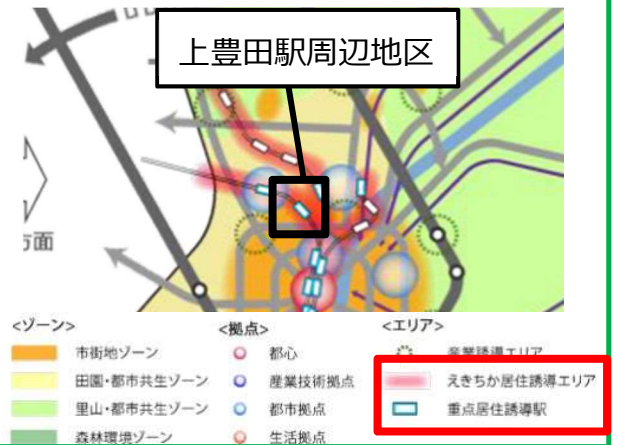 上豊田駅周辺地区
方面
<ゾーン>
<拠点>
<エリア>
市街地ゾーン
都心
産業誘導エリア
田園・都市共生ゾーン
産業技術拠点
えきちか居住誘導エリア
里山・都市共生ゾーン
都市拠点
重点居住誘導駅
森林環境ゾーン
生活拠点